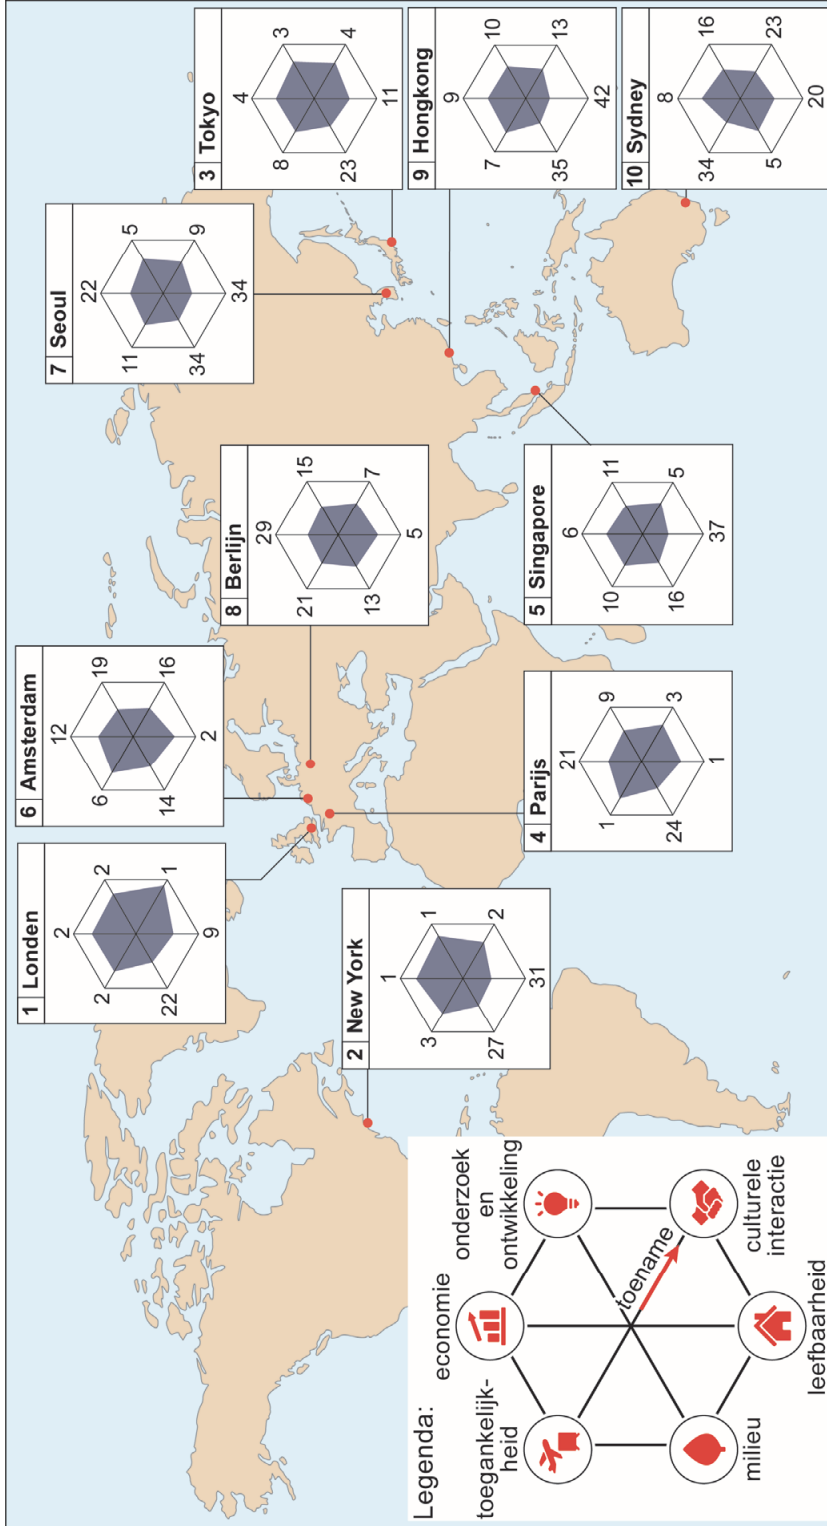 1 Londen
2
2 2
22 1
9
6 Amsterdam
12
6 19
14 16
2
7 Seoul
22
11 5
34 9
34
3 Tokyo
4
8 3
23 4
11
8 Berlijn
29
21 15
13 7
5
2 New York
1
3 1
27 2
31
9 Hongkong
9
7 10
35 13
42
4 Parijs
21
1 9
24 3
1
5 Singapore
6
10 11
16 5
37
10 Sydney
8
34 16
5 23
20
Legenda:
economie
toegankelijk-
heid
onderzoek
en
ontwikkeling
toename
milieu
culturele
interactie
leefbaarheid